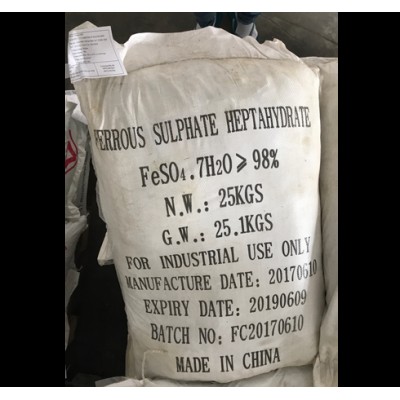 FERROUS SULPHATE HEPTAHYDRATE
FeSO4.7H2O≥98%
N.W.: 25KGS
G.W.: 25.1KGS
FOR INDUSTRIAL USE ONLY
MANUFACTURE DATE: 20170610
EXPIRY DATE: 20190609
BATCH NO: FC20170610
MADE IN CHINA